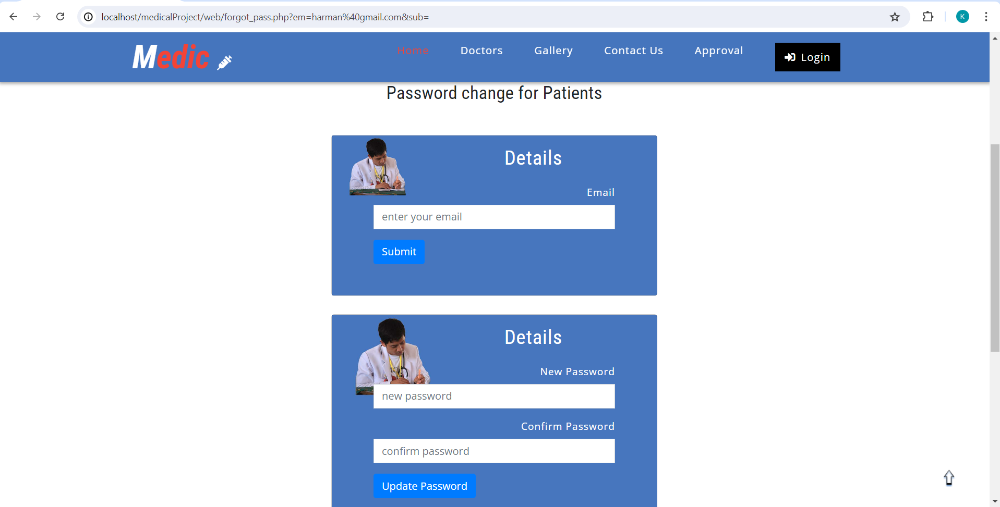 localhost/medicalProject/web/forgot_pass.php?em=harman%40gmail.com&sub=
K
Medic
Home Doctors Gallery Contact Us Approval Login
Password change for Patients
Details
Email
enter your email
Submit
Details
New Password
new password
Confirm Password
confirm password
Update Password